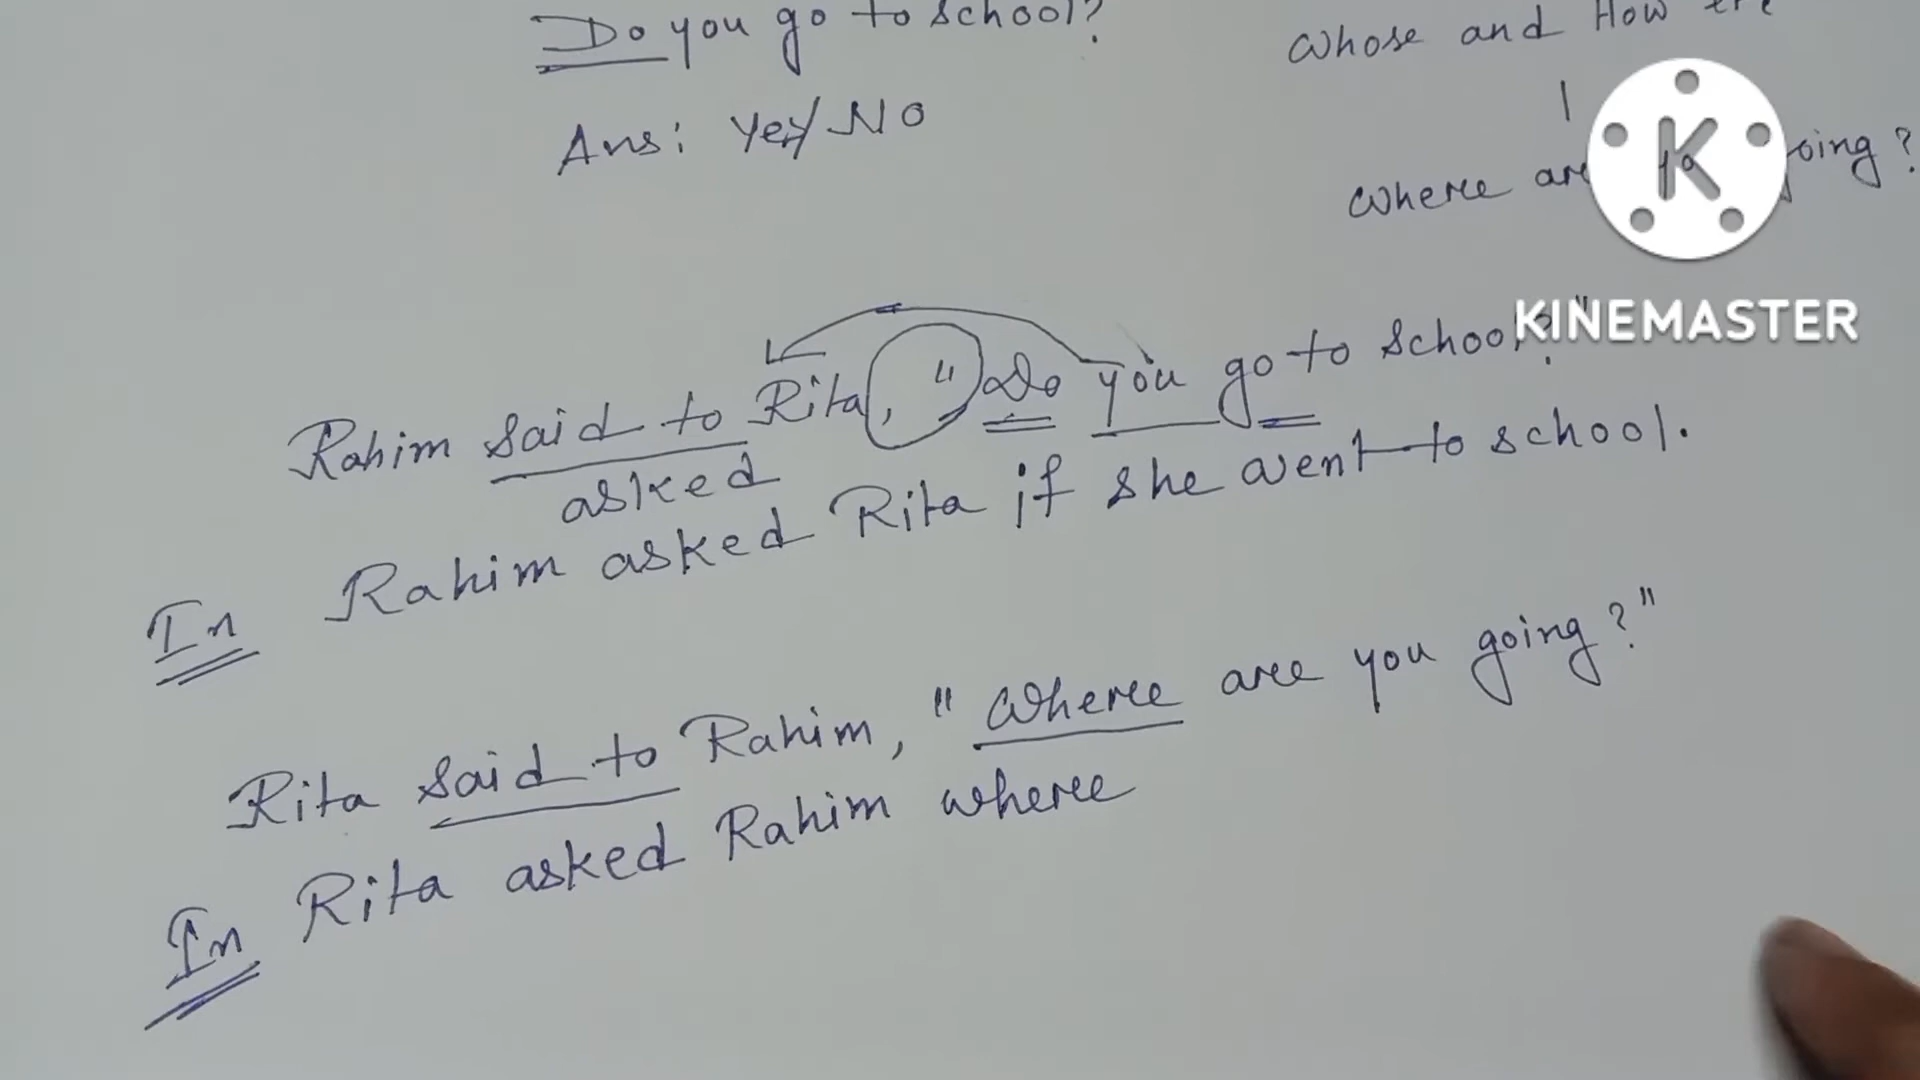 Do you go to school?
Ans: Yes/No
Whose and How
Where are going?
KINEMASTER
Rahim said to Rita, "Do you go to school?"
asked
In Rahim asked Rita if she went to school.
Rita said to Rahim, "Where are you going?"
In Rita asked Rahim where